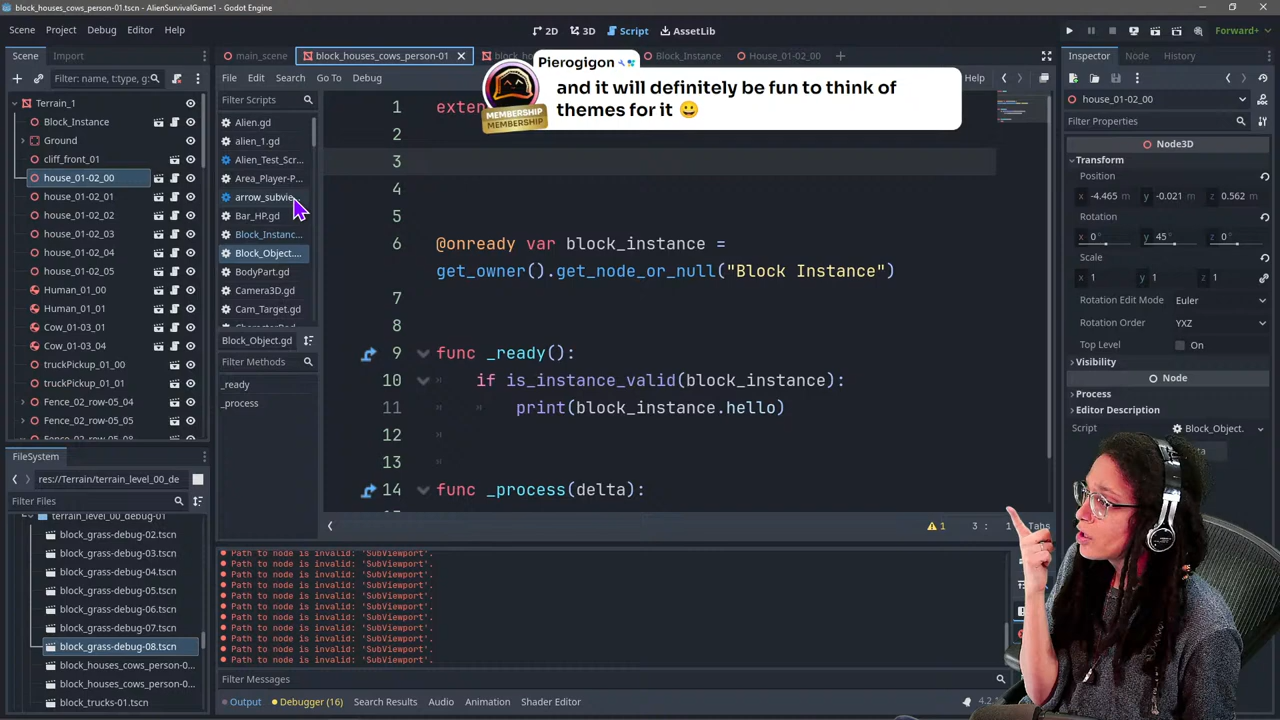 block_houses_cows_person-01.tscn - AlienSurvivalGame1 - Godot Engine
Scene Project Debug Editor Help
2D 3D Script AssetLib
Forward+
Scene Import
main_scene
block_houses_cows_person-01
Block_Instance
House_01-02_00
Inspector Node History
Filter: name, t:type, g:
File Edit Search Go To Debug
Help
Pierogigon
and it will definitely be fun to think of
themes for it 😀
MEMBERSHIP
MEMBERSHIP
Terrain_1
Block_Instance
Ground
cliff_front_01
house_01-02_00
house_01-02_01
house_01-02_02
house_01-02_03
house_01-02_04
house_01-02_05
Human_01_00
Human_01_01
Cow_01-03_01
Cow_01-03_04
truckPickup_01_00
truckPickup_01_01
Fence_02_row-05_04
Fence_02_row-05_05
Fence_02_row-05_08
Filter Scripts
Alien.gd
alien_1.gd
Alien_Test_Scr...
Area_Player-P...
arrow_subvie...
Bar_HP.gd
Block_Instanc...
Block_Object....
BodyPart.gd
Camera3D.gd
Cam_Target.gd
Block_Object.gd
Filter Methods
_ready
_process
1
2
3
4
5
6 @onready var block_instance =
get_owner().get_node_or_null("Block Instance")
7
8
9 func _ready():
10 if is_instance_valid(block_instance):
11 print(block_instance.hello)
12
13
14 func _process(delta):
1
3 :
Tabs
house_01-02_00
Filter Properties
Node3D
Transform
Position
x -4.465 m y -0.021 m z 0.562 m
Rotation
x 0° y 45° z 0°
Scale
x 1 y 1 z 1
Rotation Edit Mode Euler
Rotation Order YXZ
Top Level On
Visibility
Node
Process
Editor Description
Script Block_Object.
FileSystem
res://Terrain/terrain_level_00_de
Filter Files
terrain_level_00_debug-01
block_grass-debug-02.tscn
block_grass-debug-03.tscn
block_grass-debug-04.tscn
block_grass-debug-05.tscn
block_grass-debug-06.tscn
block_grass-debug-07.tscn
block_grass-debug-08.tscn
block_houses_cows_person-0...
block_houses_cows_person-0...
block_trucks-01.tscn
Path to node is invalid: 'SubViewport'.
Path to node is invalid: 'SubViewport'.
Path to node is invalid: 'SubViewport'.
Path to node is invalid: 'SubViewport'.
Path to node is invalid: 'SubViewport'.
Path to node is invalid: 'SubViewport'.
Path to node is invalid: 'SubViewport'.
Path to node is invalid: 'SubViewport'.
Path to node is invalid: 'SubViewport'.
Path to node is invalid: 'SubViewport'.
Path to node is invalid: 'SubViewport'.
Filter Messages
Output Debugger (16) Search Results Audio Animation Shader Editor
4.2